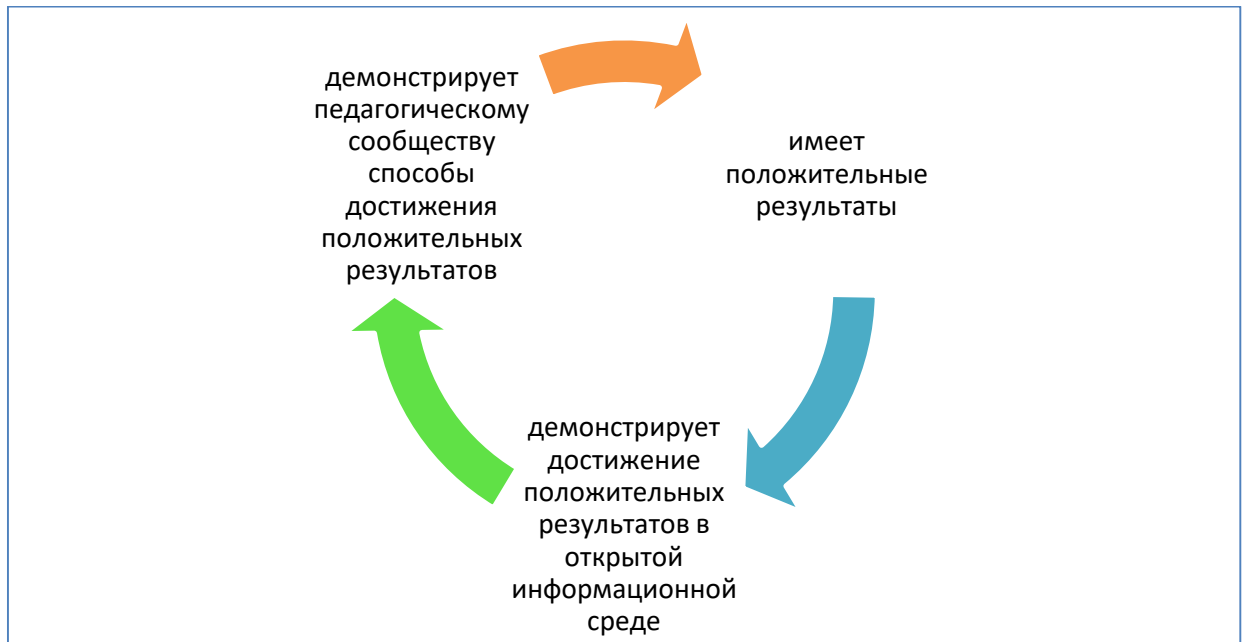 демонстрирует
педагогическому
сообществу
способы
достижения
положительных
результатов
имеет
положительные
результаты
демонстрирует
достижение
положительных
результатов в
открытой
информационной
среде